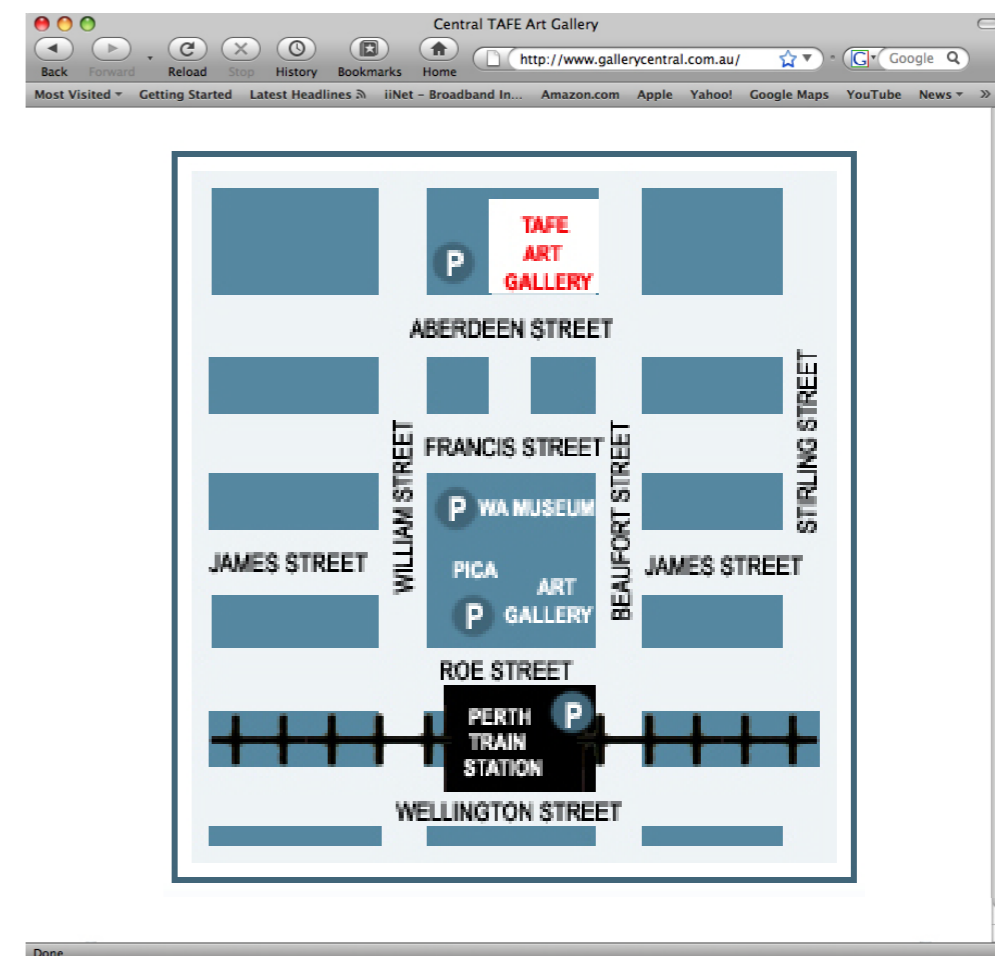 Central TAFE Art Gallery
http://www.gallerycentral.com.au/
G
Google
Back
Forward
Reload
Stop
History
Bookmarks
Home
Most Visited
Getting Started
Latest Headlines
iiNet – Broadband In...
Amazon.com
Apple
Yahoo!
Google Maps
YouTube
News
»
TAFE
ART
GALLERY
P
ABERDEEN STREET
STIRLING STREET
WILLIAM STREET
FRANCIS STREET
BEAUFORT STREET
P WA MUSEUM
JAMES STREET
PICA
JAMES STREET
ART
GALLERY
P
ROE STREET
P
PERTH
TRAIN
STATION
WELLINGTON STREET
Done